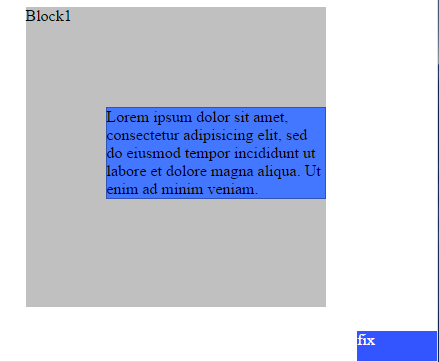 Block1
Lorem ipsum dolor sit amet,
consectetur adipisicing elit, sed
do eiusmod tempor incididunt ut
labore et dolore magna aliqua. Ut
enim ad minim veniam.
fix